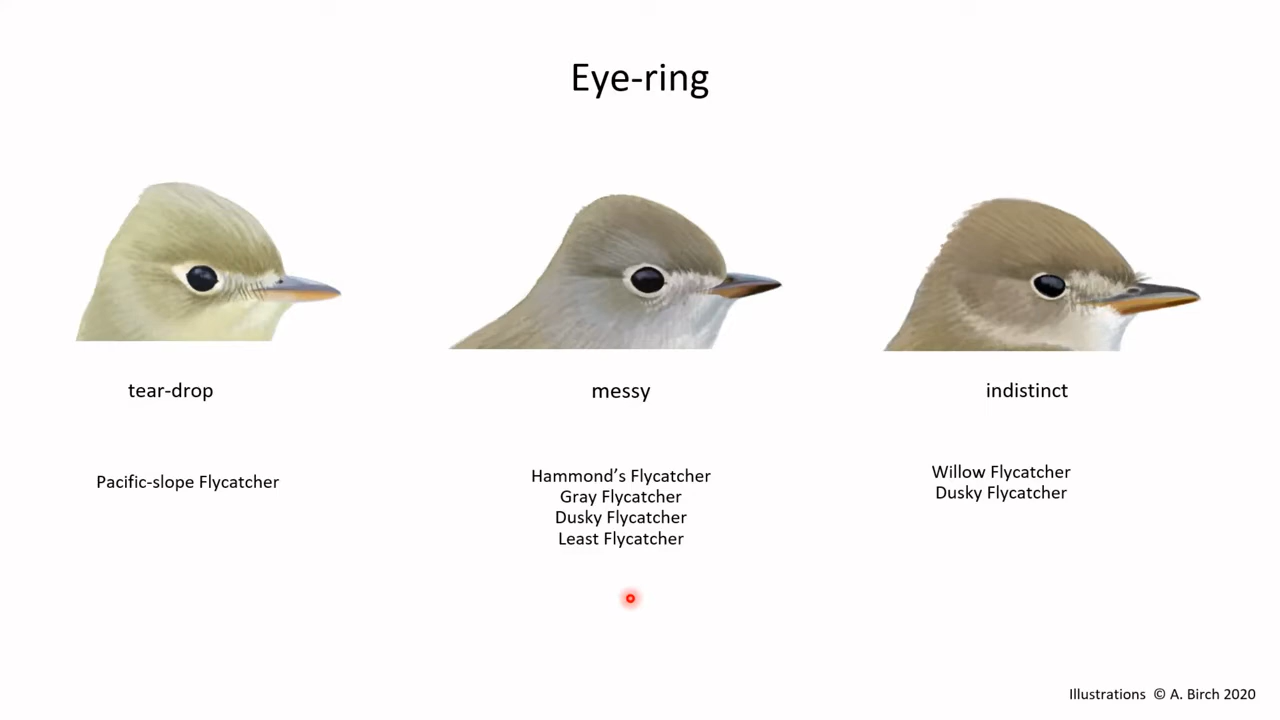 Eye-ring
tear-drop
messy
indistinct
Pacific-slope Flycatcher
Hammond’s Flycatcher
Gray Flycatcher
Dusky Flycatcher
Least Flycatcher
Willow Flycatcher
Dusky Flycatcher
Illustrations © A. Birch 2020